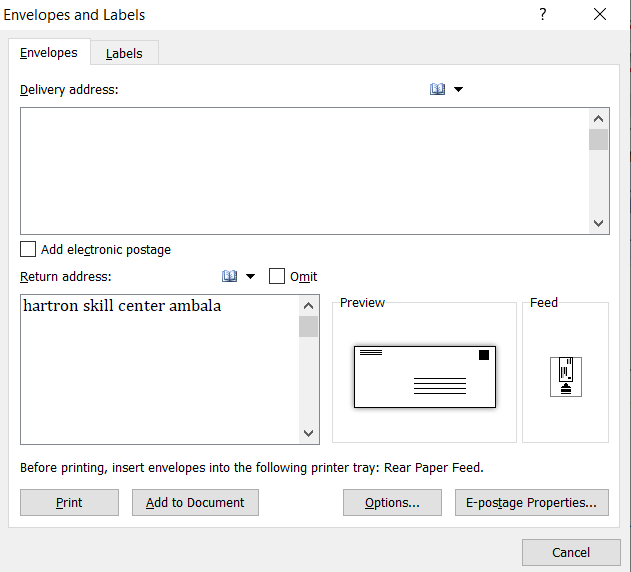 Envelopes and Labels ?
Envelopes Labels
Delivery address:
Add electronic postage
Return address: Omit
hartron skill center ambala
Preview Feed
Before printing, insert envelopes into the following printer tray: Rear Paper Feed.
Print Add to Document Options... E-postage Properties...
Cancel